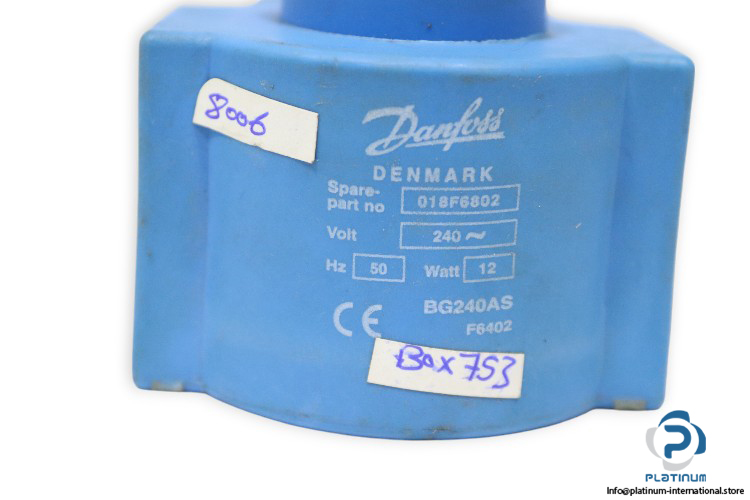 8006
Danfoss
DENMARK
Spare-
part no 018F6802
Volt 240 ~
Hz 50 Watt 12
BG240AS
CE F6402
Box 753
PLATINUM
Info@platinum-international.store